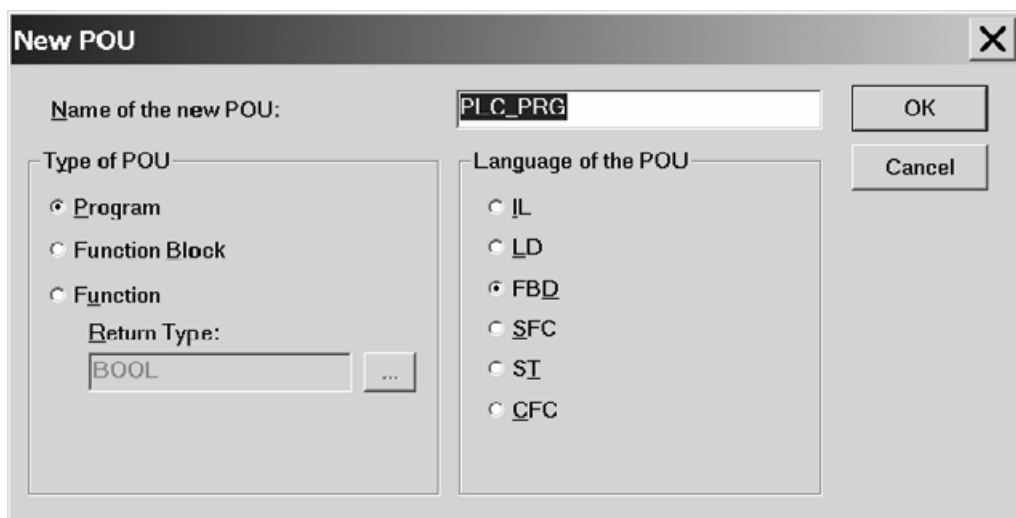 New POU
Name of the new POU:
PLC_PRG
OK
Cancel
Type of POU
Program
Function Block
Function
Return Type:
BOOL
...
Language of the POU
IL
LD
FBD
SFC
ST
CFC